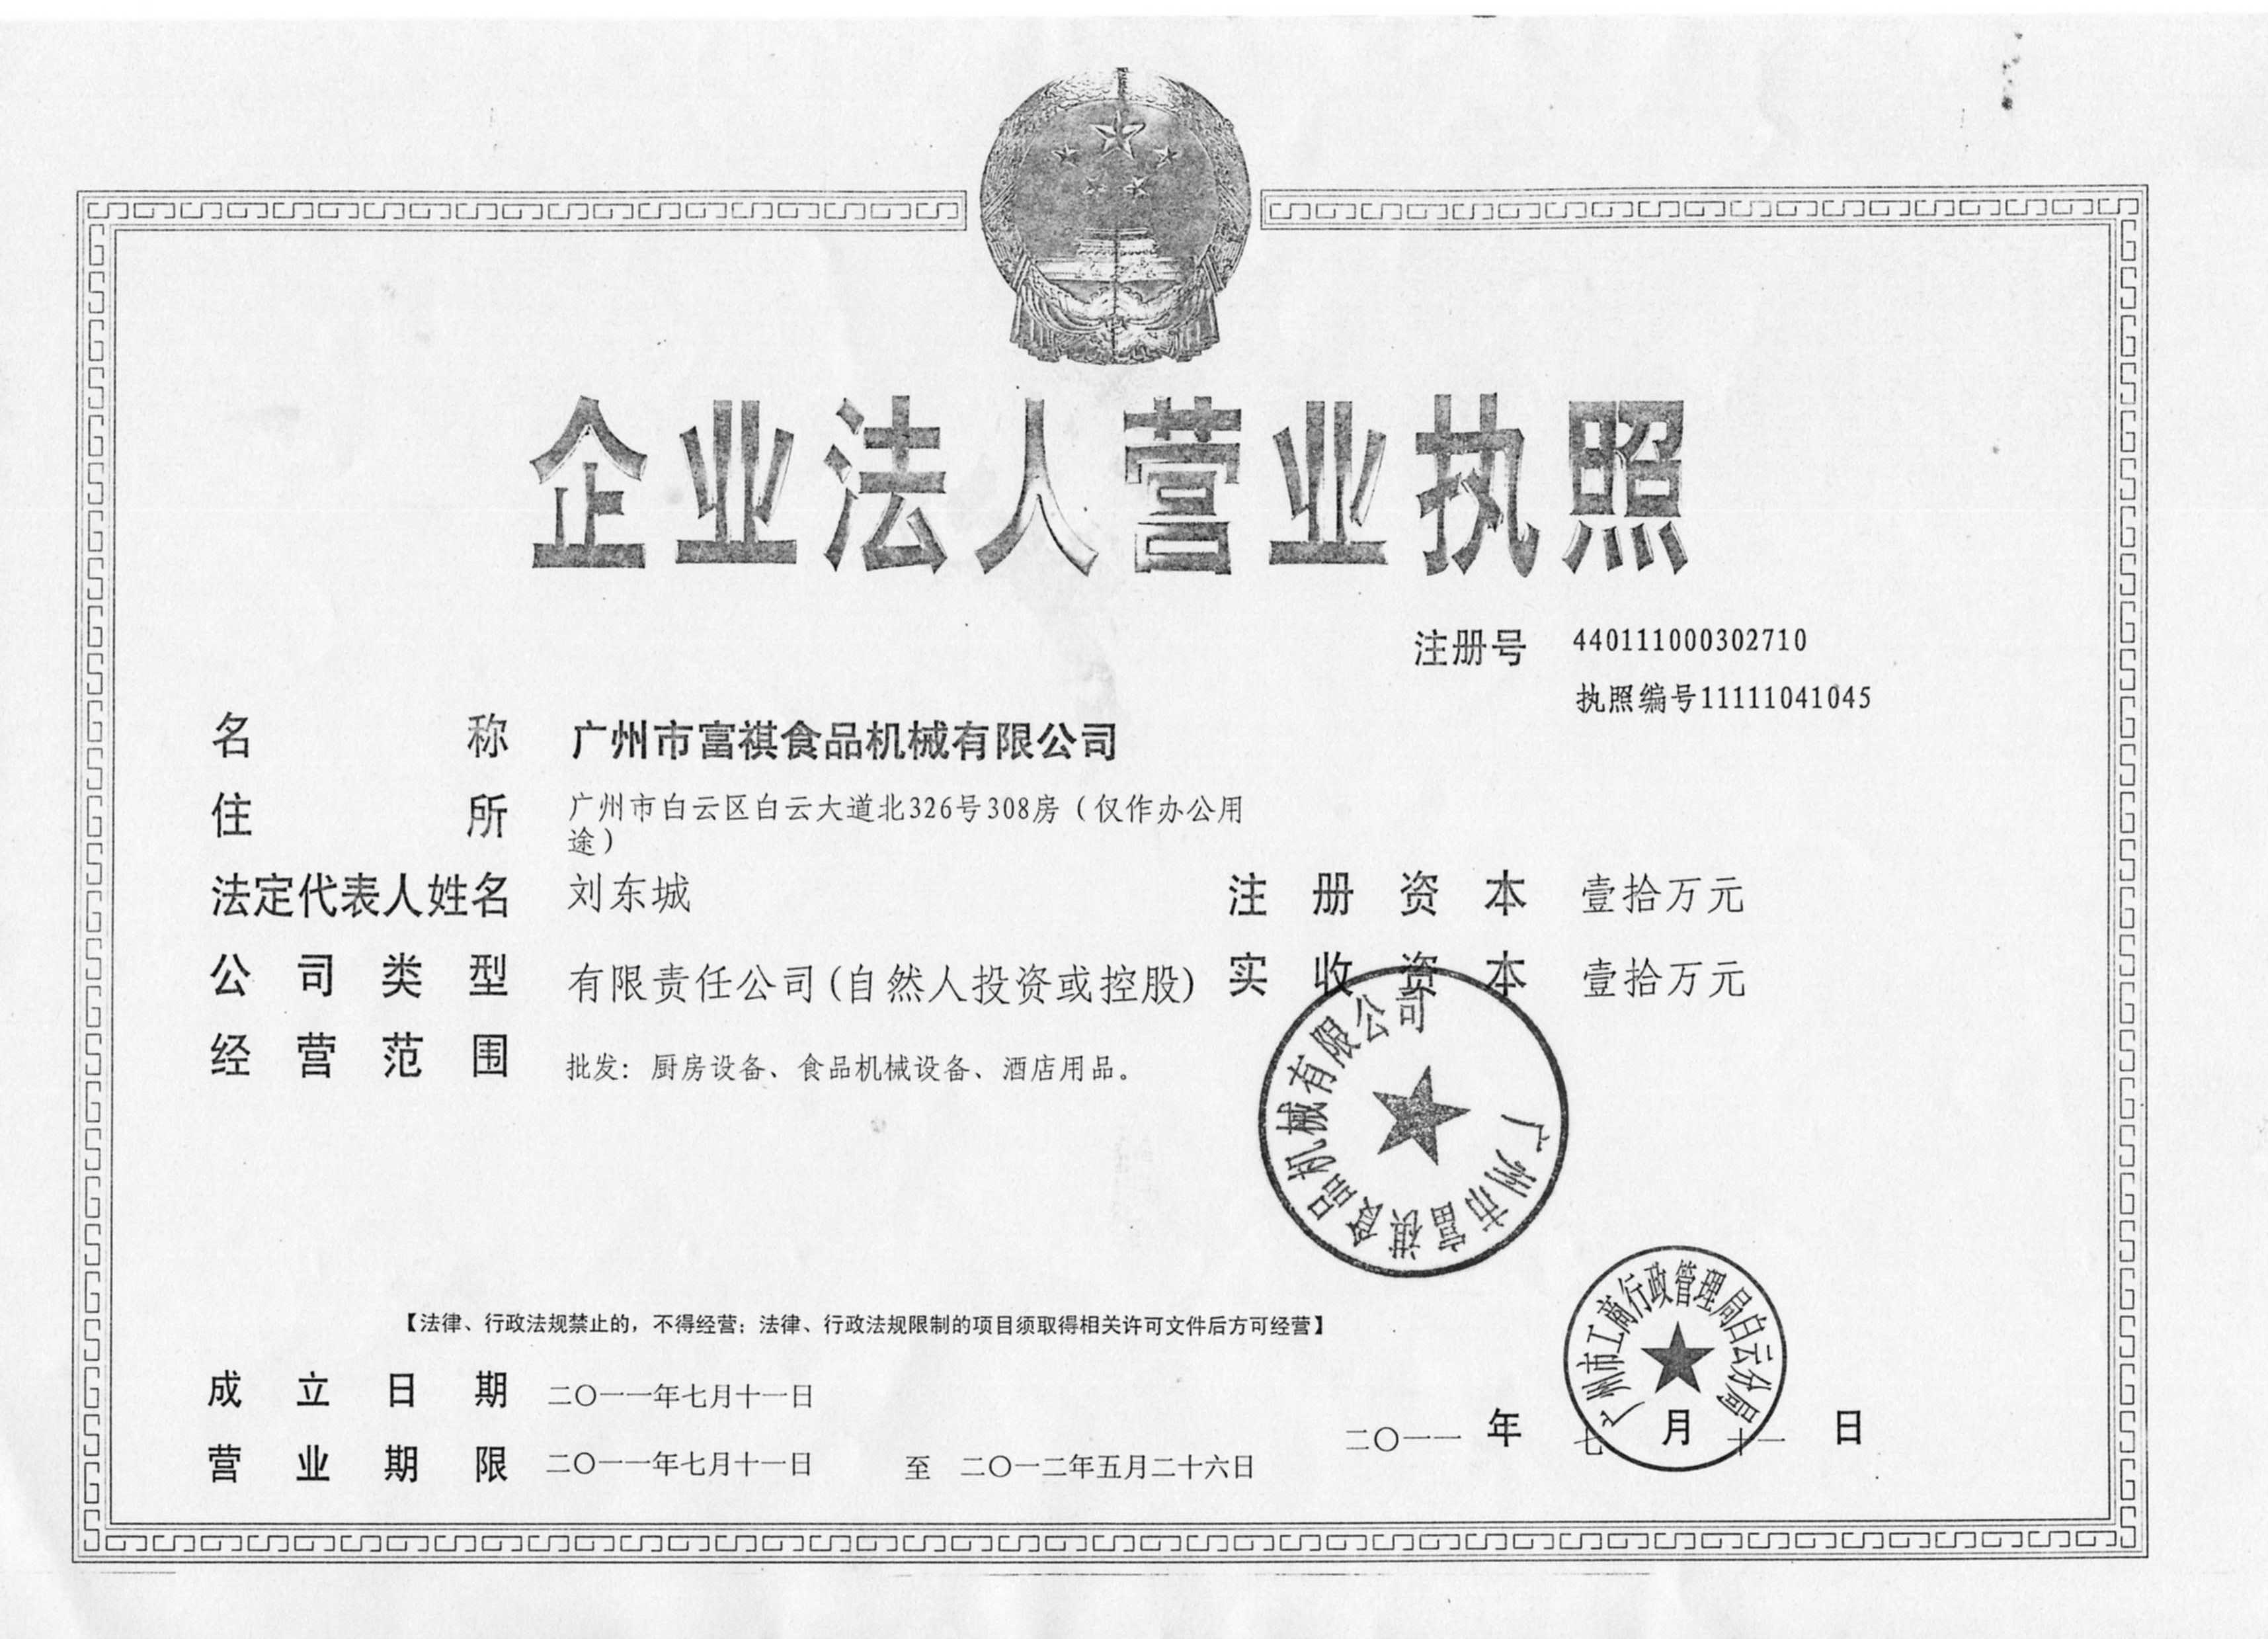 企业法人营业执照
注册号 440111000302710
执照编号11111041045
名称 广州市富祺食品机械有限公司
住所 广州市白云区白云大道北326号308房（仅作办公用
途）
法定代表人姓名 刘东城 注册资本 壹拾万元
公司类型 有限责任公司(自然人投资或控股) 实收资本 壹拾万元
经营范围 批发：厨房设备、食品机械设备、酒店用品。
广州市富祺食品机械有限公司
广州市工商行政管理局白云分局
【法律、行政法规禁止的，不得经营；法律、行政法规限制的项目须取得相关许可文件后方可经营】
成立日期 二〇一一年七月十一日
二〇一一 年 七 月 十一 日
营业期限 二〇一一年七月十一日 至 二〇一二年五月二十六日